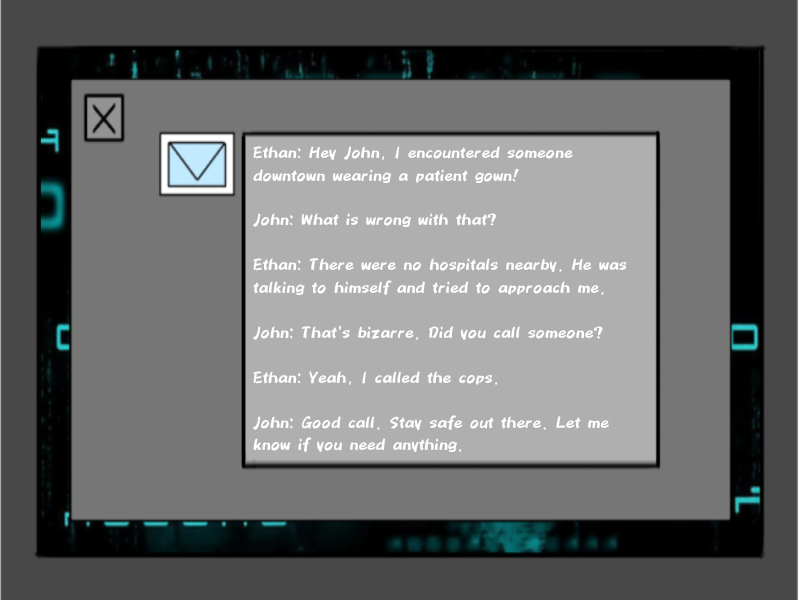 Ethan: Hey John, I encountered someone
downtown wearing a patient gown!
John: What is wrong with that?
Ethan: There were no hospitals nearby. He was
talking to himself and tried to approach me.
John: That's bizarre. Did you call someone?
Ethan: Yeah, I called the cops.
John: Good call. Stay safe out there. Let me
know if you need anything.